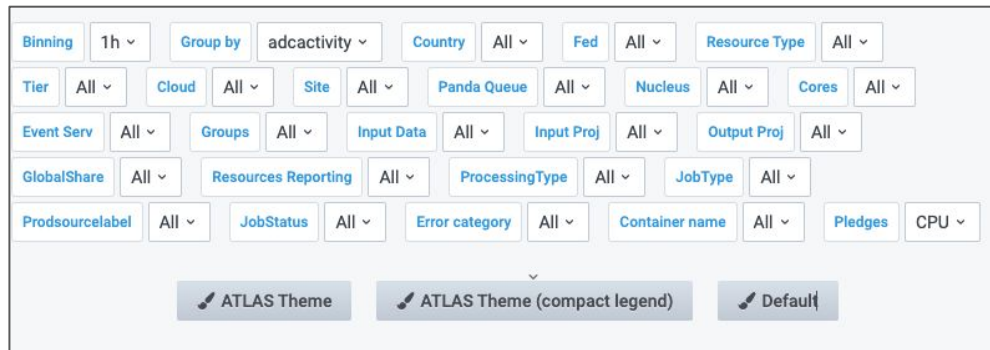 Binning 1h Group by adcactivity Country All Fed All Resource Type All
Tier All Cloud All Site All Panda Queue All Nucleus All Cores All
Event Serv All Groups All Input Data All Input Proj All Output Proj All
GlobalShare All Resources Reporting All ProcessingType All JobType All
Prodsourcelabel All JobStatus All Error category All Container name All Pledges CPU
ATLAS Theme ATLAS Theme (compact legend) Default